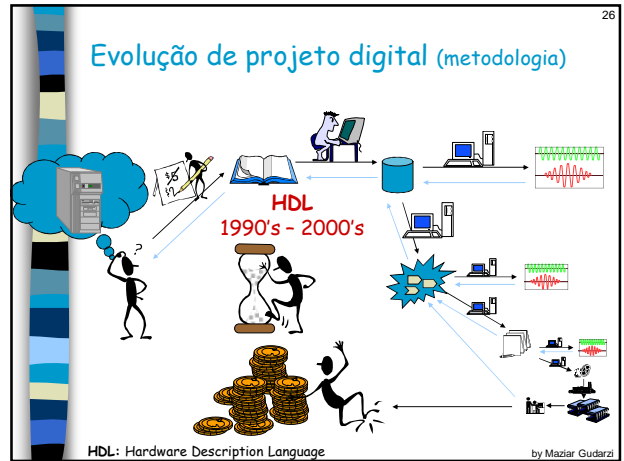 26
Evolução de projeto digital (metodologia)
?
HDL
1990's – 2000's
HDL: Hardware Description Language
by Maziar Gudarzi